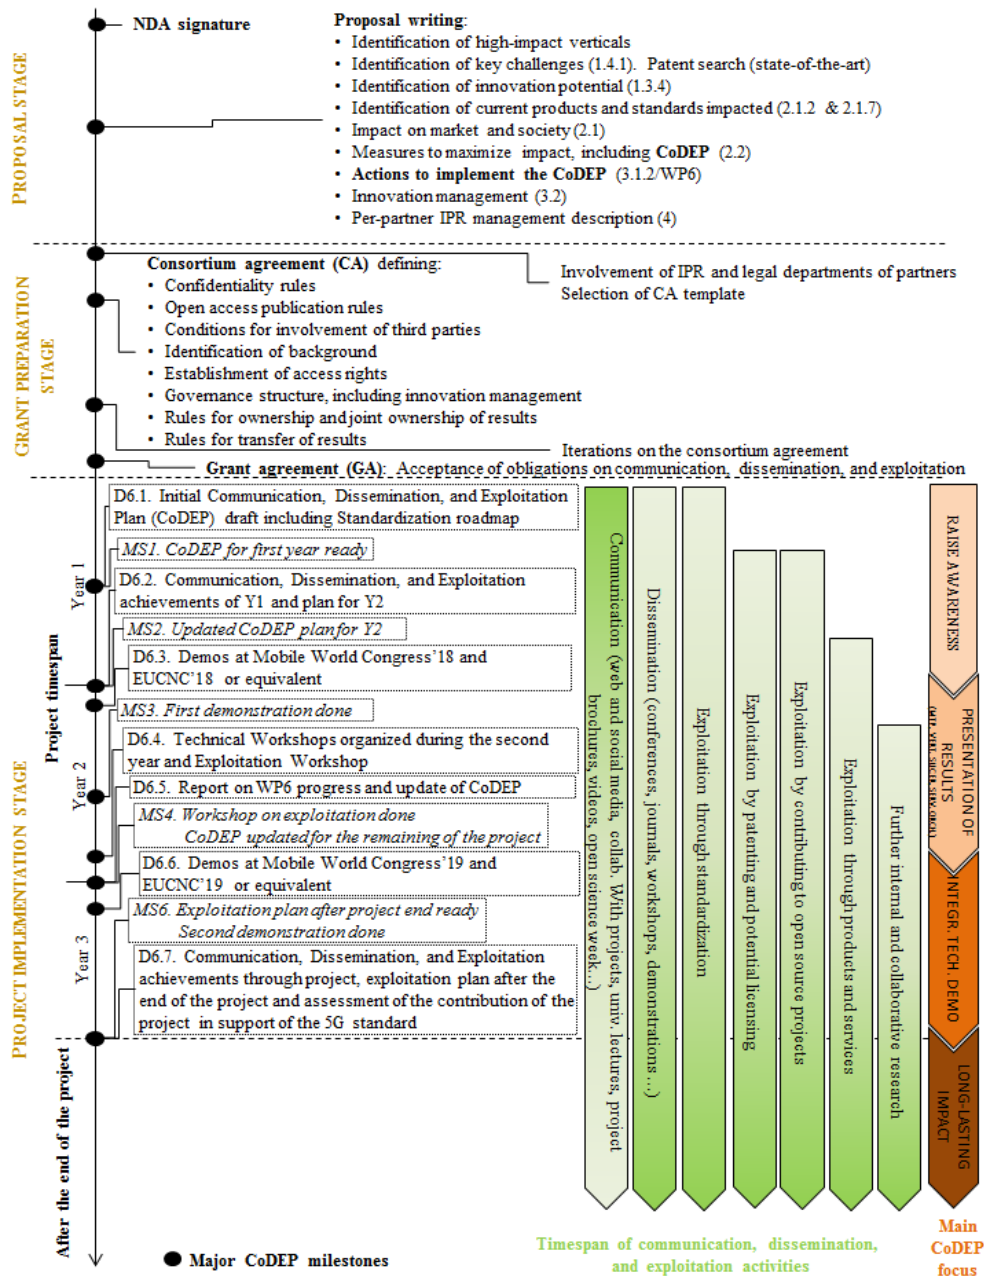 PROPOSAL STAGE
NDA signature
Proposal writing:
• Identification of high-impact verticals
• Identification of key challenges (1.4.1). Patent search (state-of-the-art)
• Identification of innovation potential (1.3.4)
• Identification of current products and standards impacted (2.1.2 & 2.1.7)
• Impact on market and society (2.1)
• Measures to maximize impact, including CoDEP (2.2)
• Actions to implement the CoDEP (3.1.2/WP6)
• Innovation management (3.2)
• Per-partner IPR management description (4)
GRANT PREPARATION
STAGE
Consortium agreement (CA) defining:
• Confidentiality rules
• Open access publication rules
• Conditions for involvement of third parties
• Identification of background
• Establishment of access rights
• Governance structure, including innovation management
• Rules for ownership and joint ownership of results
• Rules for transfer of results
Involvement of IPR and legal departments of partners
Selection of CA template
Iterations on the consortium agreement
Grant agreement (GA): Acceptance of obligations on communication, dissemination, and exploitation
PROJECT IMPLEMENTATION STAGE
Project timespan
Year 1
Year 2
Year 3
After the end of the project
D6.1. Initial Communication, Dissemination, and Exploitation
Plan (CoDEP) draft including Standardization roadmap
MS1. CoDEP for first year ready
D6.2. Communication, Dissemination, and Exploitation
achievements of Y1 and plan for Y2
MS2. Updated CoDEP plan for Y2
D6.3. Demos at Mobile World Congress'18 and
EUCNC'18 or equivalent
MS3. First demonstration done
D6.4. Technical Workshops organized during the second
year and Exploitation Workshop
D6.5. Report on WP6 progress and update of CoDEP
MS4. Workshop on exploitation done
CoDEP updated for the remaining of the project
D6.6. Demos at Mobile World Congress'19 and
EUCNC'19 or equivalent
MS6. Exploitation plan after project end ready
Second demonstration done
D6.7. Communication, Dissemination, and Exploitation
achievements through project, exploitation plan after the
end of the project and assessment of the contribution of the
project in support of the 5G standard
Communication (web and social media, collab. With projects, univ. lectures, project
brochures, videos, open science week…)
Dissemination (conferences, journals, workshops, demonstrations …)
Exploitation through standardization
Exploitation by patenting and potential licensing
Exploitation by contributing to open source projects
Exploitation through products and services
Further internal and collaborative
research
RAISE AWARENESS
PRESENTATION OF
RESULTS
INTEGR. TECH. DEMO
LONG-LASTING
IMPACT
Major CoDEP milestones
Timespan of communication, dissemination,
and exploitation activities
Main
CoDEP
focus